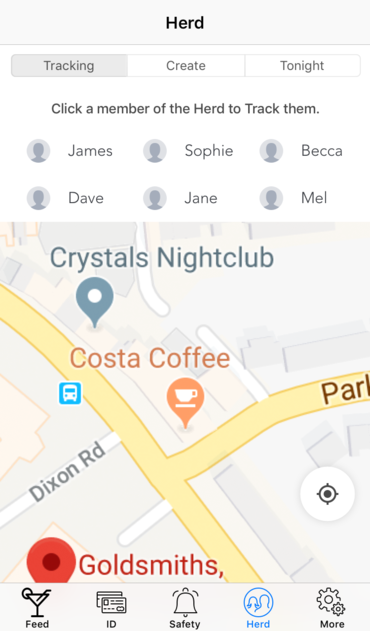 Herd
Tracking Create Tonight
Click a member of the Herd to Track them.
James Sophie Becca
Dave Jane Mel
Crystals Nightclub
Costa Coffee
Park
Dixon Rd
Goldsmiths,
Feed ID Safety Herd More